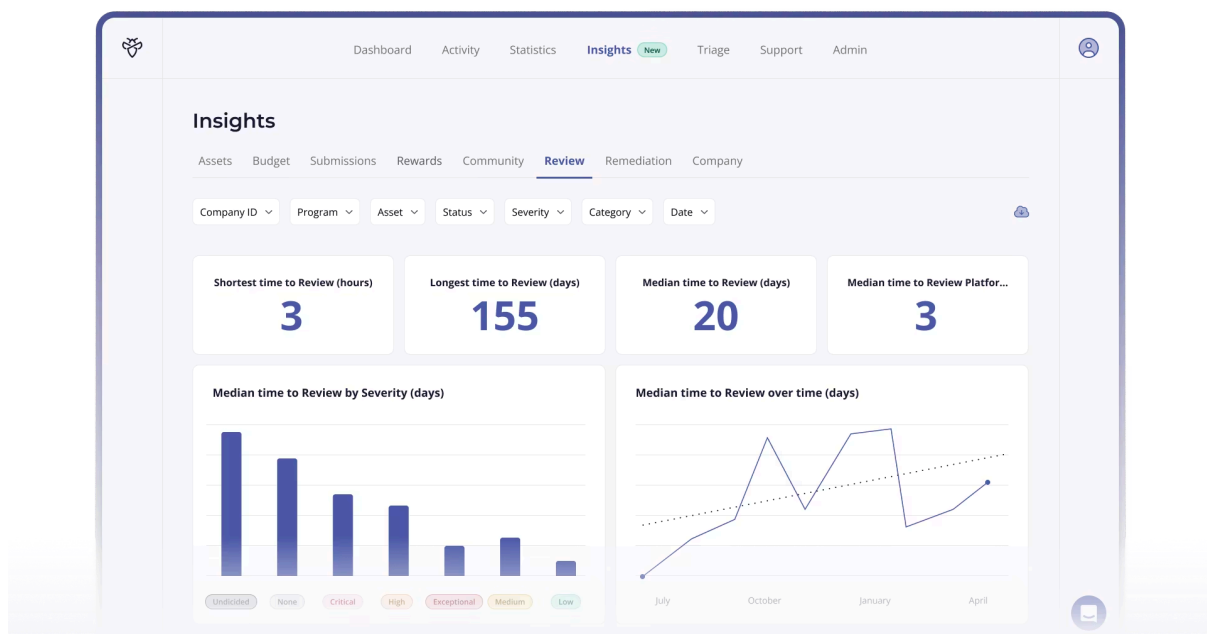 Dashboard Activity Statistics Insights New Triage Support Admin
Insights
Assets Budget Submissions Rewards Community Review Remediation Company
Company ID Program Asset Status Severity Category Date
Shortest time to Review (hours) Longest time to Review (days) Median time to Review (days) Median time to Review Platfor...
3 155 20 3
Median time to Review by Severity (days) Median time to Review over time (days)
Undicided None Critical High Exceptional Medium Low July October January April